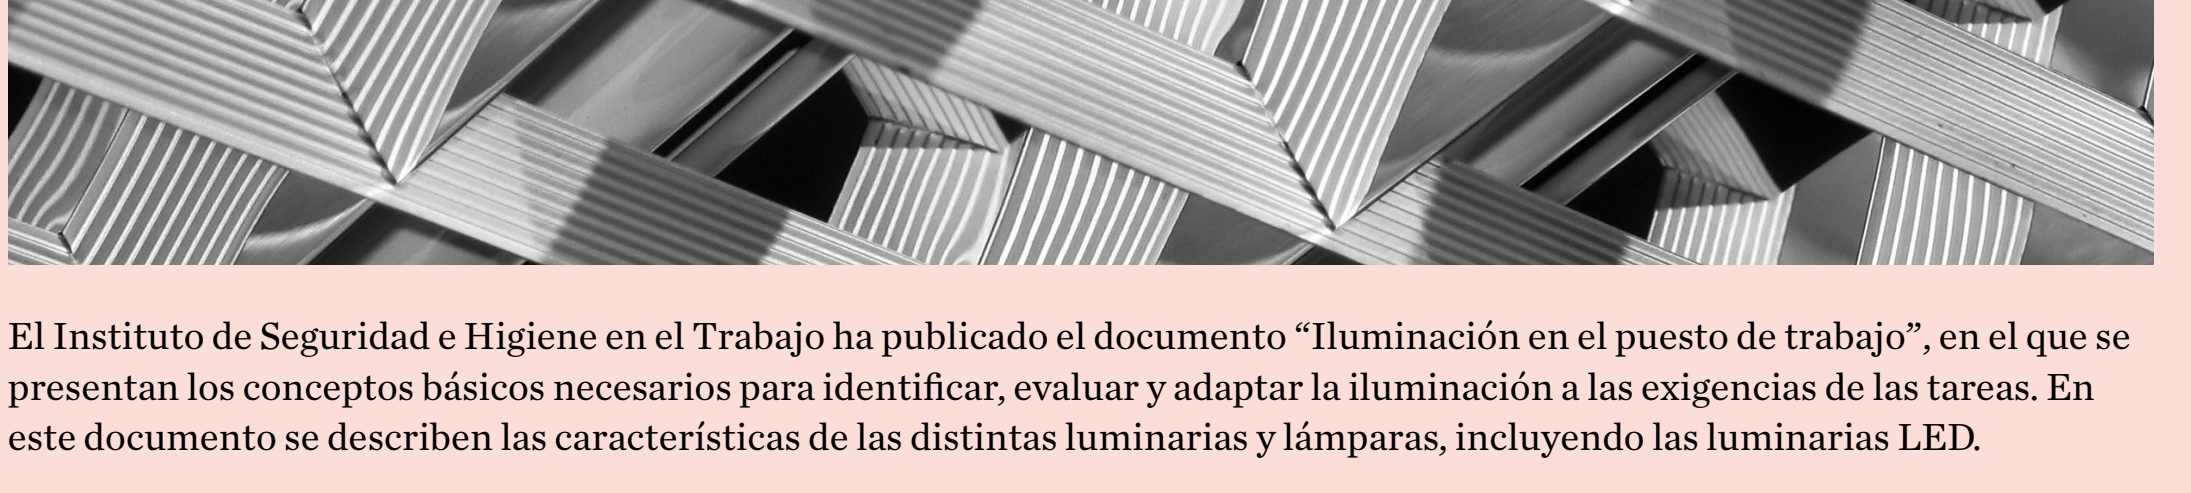 El Instituto de Seguridad e Higiene en el Trabajo ha publicado el documento “Iluminación en el puesto de trabajo”, en el que se
presentan los conceptos básicos necesarios para identificar, evaluar y adaptar la iluminación a las exigencias de las tareas. En
este documento se describen las características de las distintas luminarias y lámparas, incluyendo las luminarias LED.